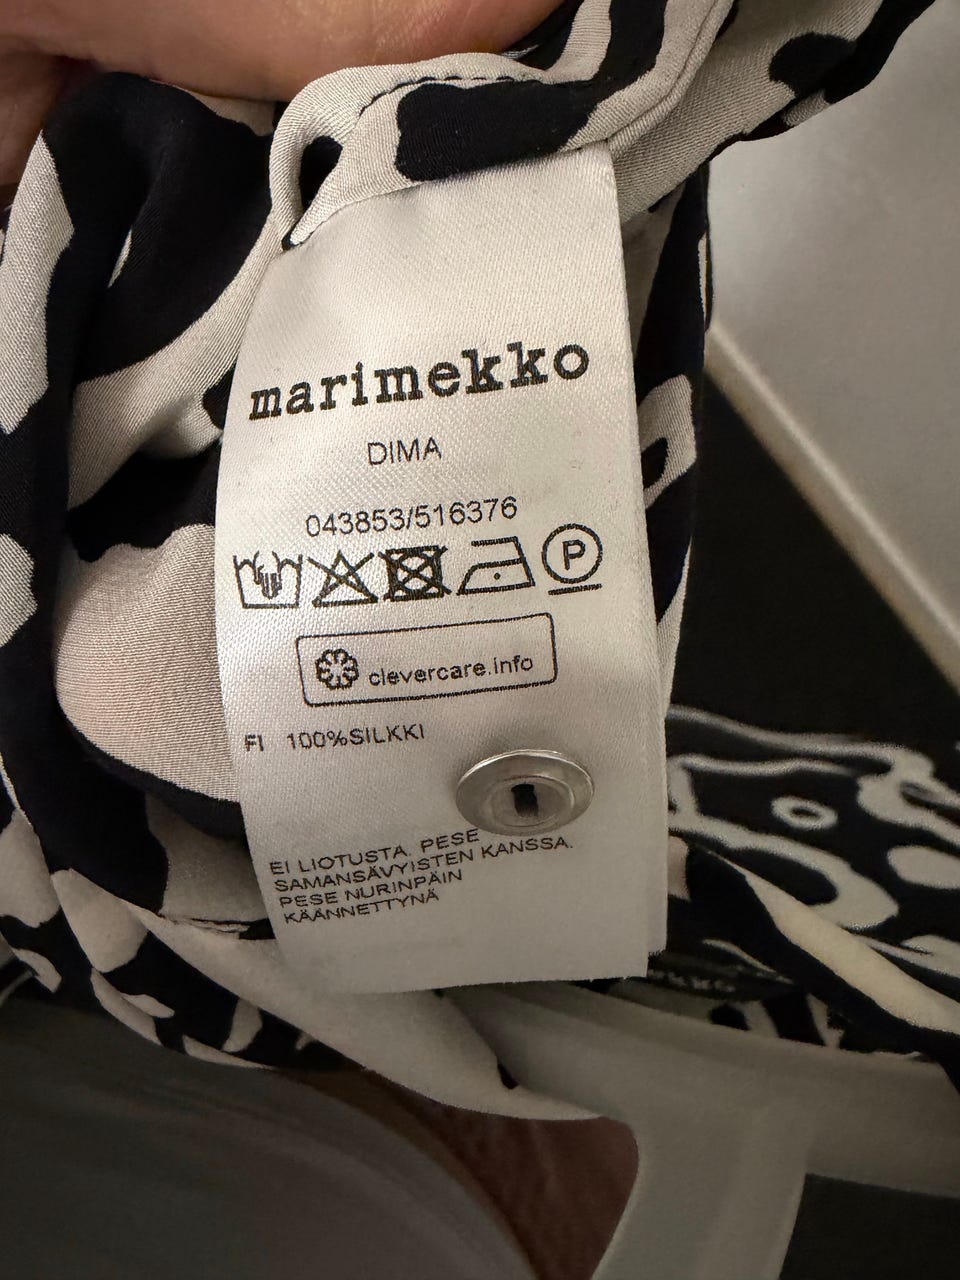 marimekko
DIMA
043853/516376
P
clevercare.info
FI 100%SILKKI
EI LIOTUSTA. PESE
SAMANSÄVYISTEN KANSSA.
PESE NURINPÄIN
KÄÄNNETTYNÄ